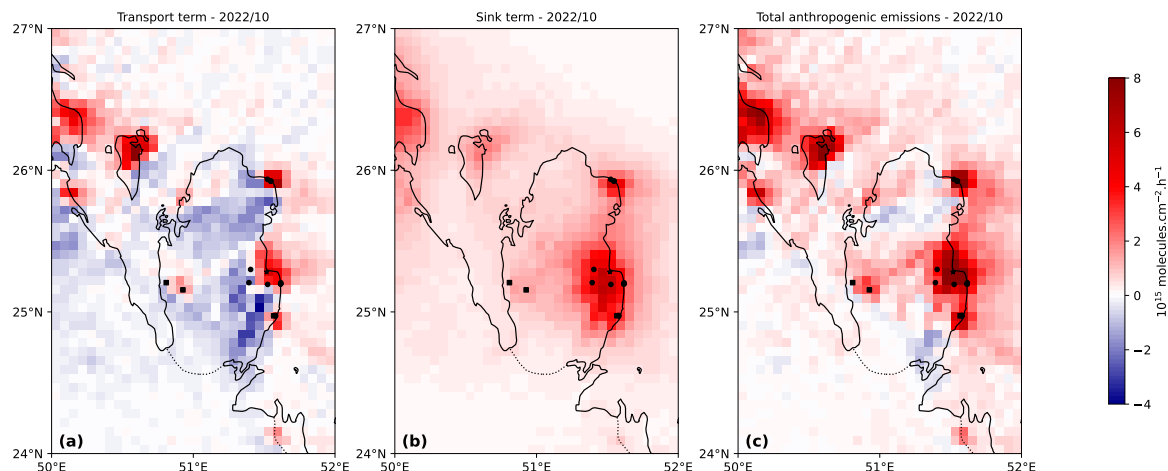 Transport term - 2022/10
Sink term - 2022/10
Total anthropogenic emissions - 2022/10
27°N
26°N
25°N
24°N
50°E
51°E
52°E
(a)
27°N
26°N
25°N
24°N
50°E
51°E
52°E
(b)
27°N
26°N
25°N
24°N
50°E
51°E
52°E
(c)
8
6
4
2
0
−2
−4
10¹⁵ molecules.cm⁻².h⁻¹